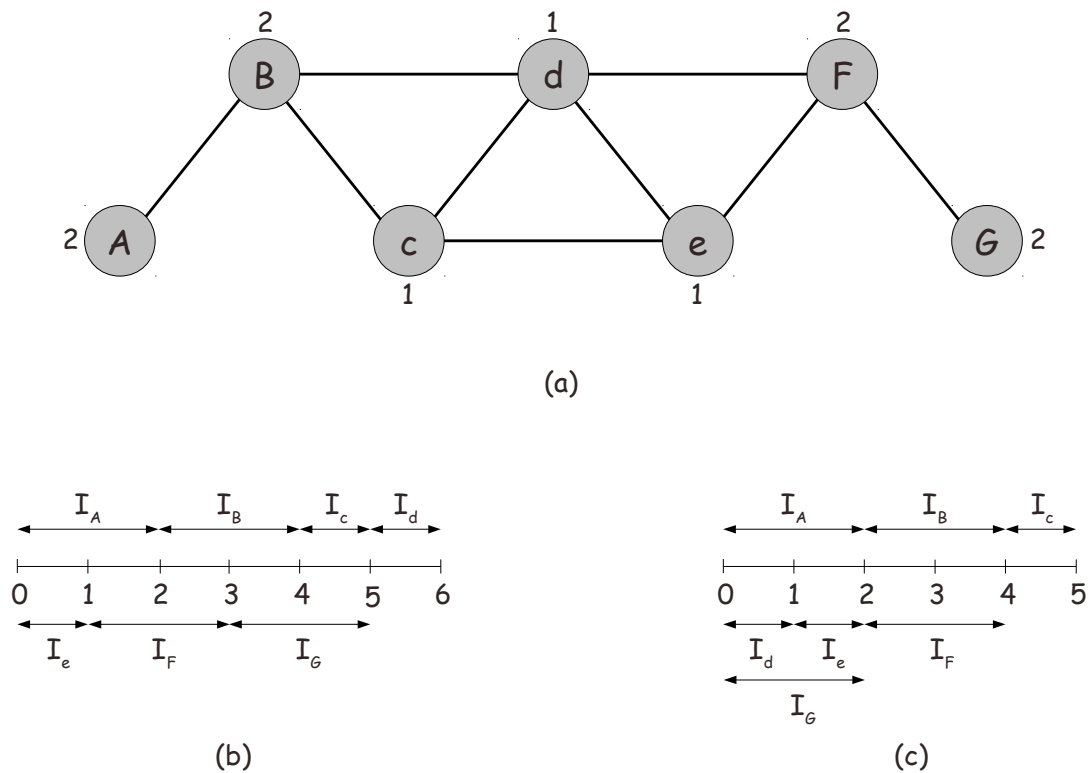 2 1 2
B d F
2 A c e G 2
1 1
(a)
I_A I_B I_c I_d
0 1 2 3 4 5 6
I_e I_F I_G
(b)
I_A I_B I_c
0 1 2 3 4 5
I_d I_e I_F
I_G
(c)